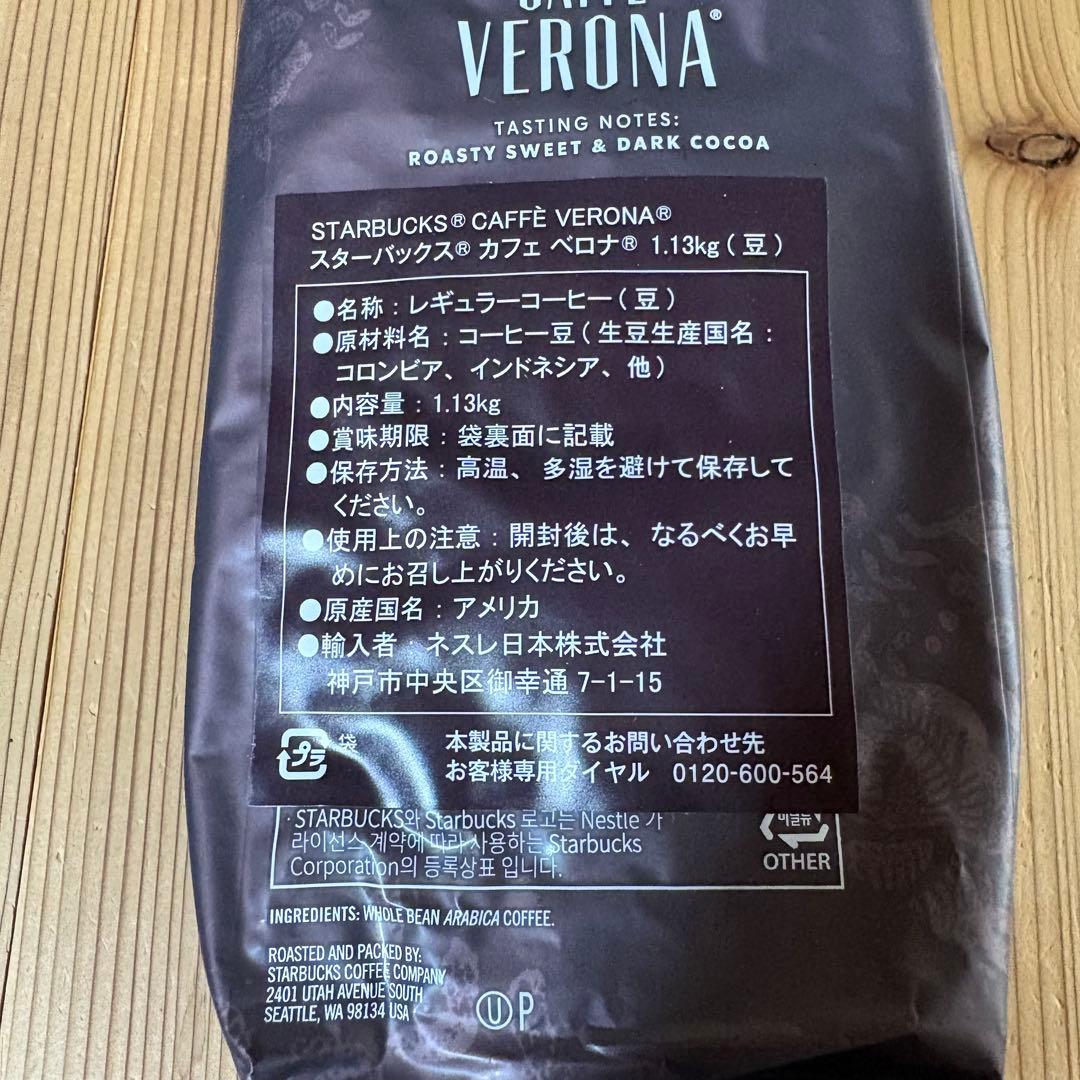 CAFFÈ
VERONA®
TASTING NOTES:
ROASTY SWEET & DARK COCOA
STARBUCKS® CAFFÈ VERONA®
スターバックス® カフェ ベロナ® 1.13kg(豆)
●名称:レギュラーコーヒー(豆)
●原材料名:コーヒー豆(生豆生産国名:
コロンビア、インドネシア、他)
●内容量:1.13kg
●賞味期限:袋裏面に記載
●保存方法:高温、多湿を避けて保存して
ください。
●使用上の注意:開封後は、なるべくお早
めにお召し上がりください。
●原産国名:アメリカ
●輸入者 ネスレ日本株式会社
神戸市中央区御幸通 7-1-15
プラ 袋
本製品に関するお問い合わせ先
お客様専用ダイヤル 0120-600-564
· STARBUCKS와 Starbucks 로고는 Nestle 가
라이선스 계약에 따라 사용하는 Starbucks
Corporation의 등록상표 입니다.
OTHER
INGREDIENTS: WHOLE BEAN ARABICA COFFEE.
ROASTED AND PACKED BY:
STARBUCKS COFFEE COMPANY
2401 UTAH AVENUE SOUTH
SEATTLE, WA 98134 USA
U P